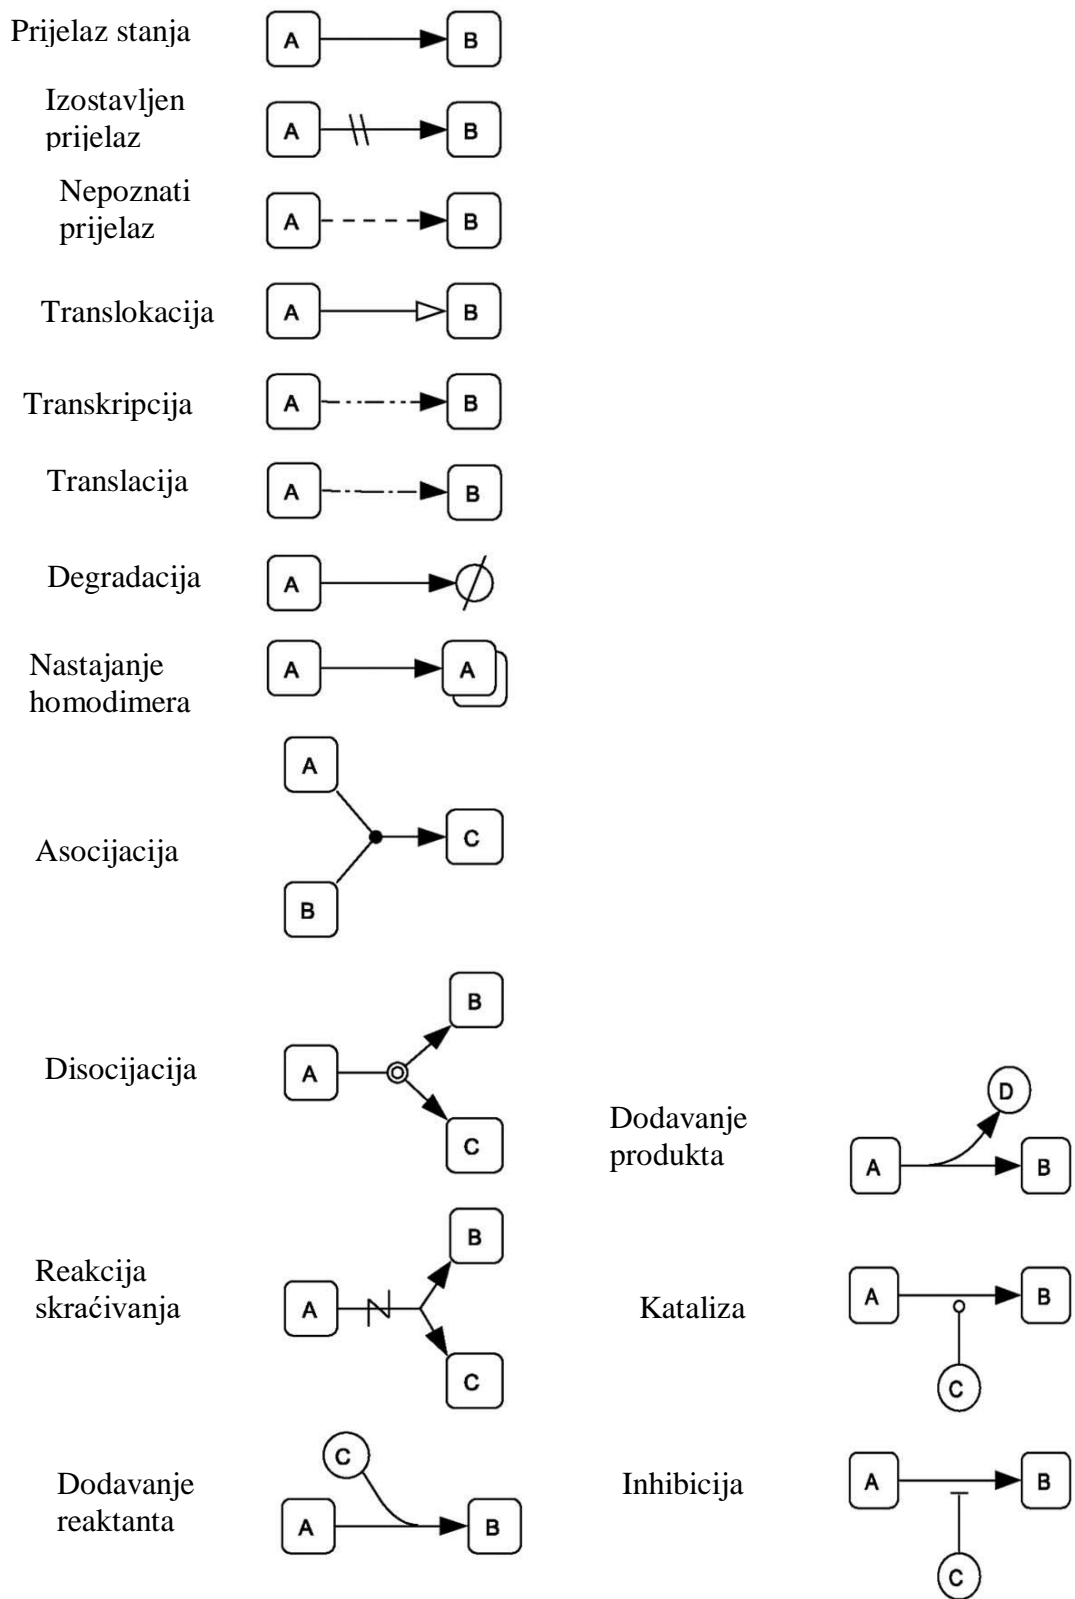 Prijelaz stanja
A B
Izostavljen
prijelaz
A B
Nepoznati
prijelaz
A B
Translokacija
A B
Transkripcija
A B
Translacija
A B
Degradacija
A
Nastajanje
homodimera
A A
Asocijacija
A
C
B
Disocijacija
B
A
C
Reakcija
skraćivanja
B
A
C
Dodavanje
reaktanta
C
A B
Dodavanje
produkta
D
A B
Kataliza
A B
C
Inhibicija
A B
C